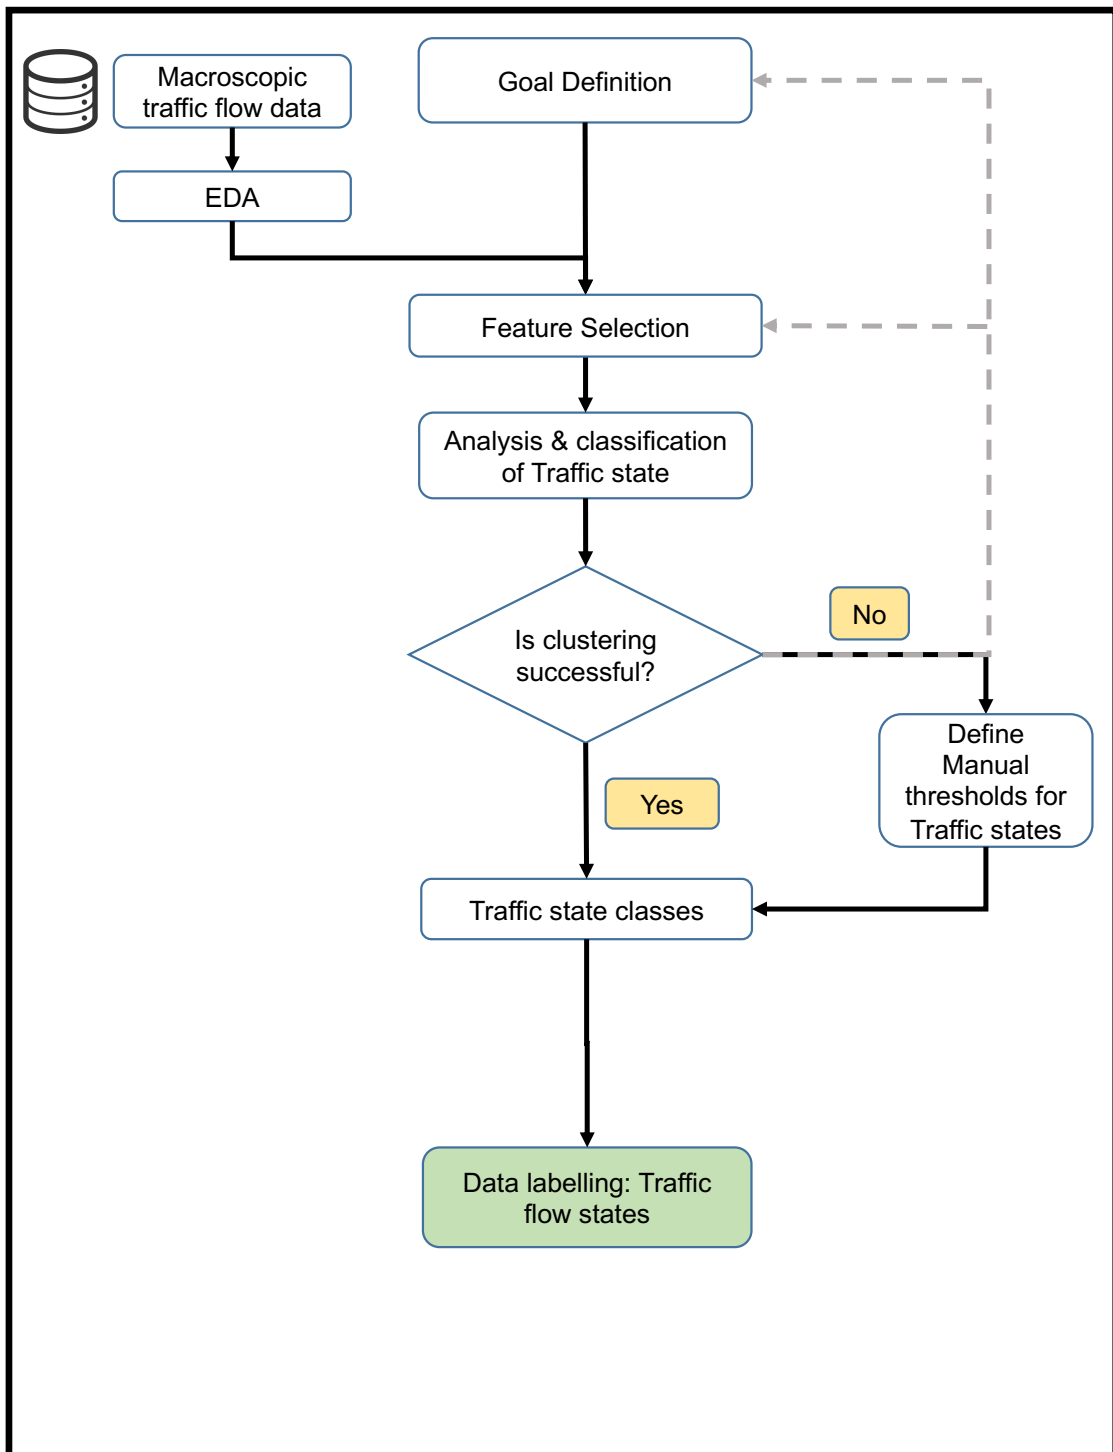 Macroscopic
traffic flow data
Goal Definition
EDA
Feature Selection
Analysis & classification
of Traffic state
Is clustering
successful?
No
Define
Manual
thresholds for
Traffic states
Yes
Traffic state classes
Data labelling: Traffic
flow states